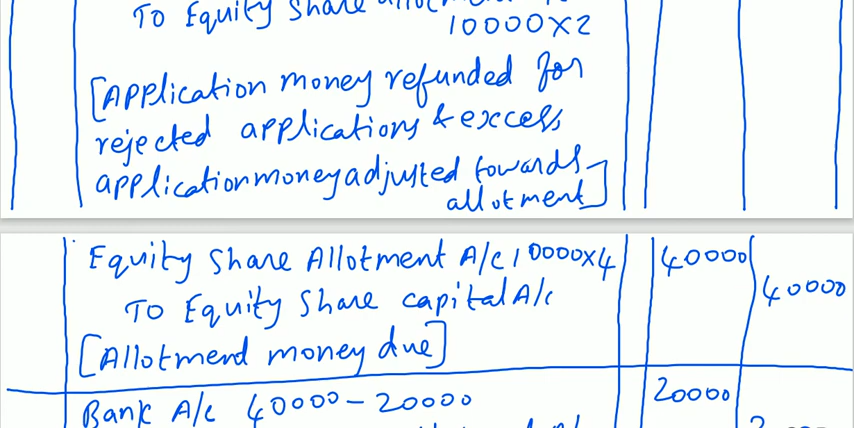 To Equity Share
10000X2
[Application money refunded for
rejected applications & excess
application money adjusted towards
allotment]
Equity Share Allotment A/c 10000X4 40000
To Equity Share capital A/c 40000
[Allotmend money due]
Bank A/c 40000-20000 20000